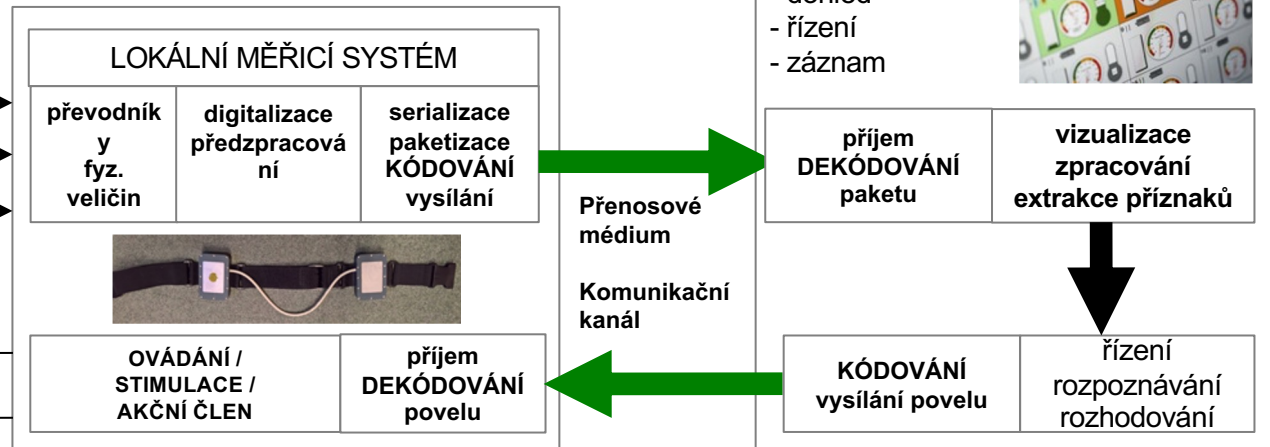 LOKÁLNÍ MĚŘICÍ SYSTÉM
převodník
y
fyz.
veličin
digitalizace
předzpracová
ní
serializace
paketizace
KÓDOVÁNÍ
vysílání
OVÁDÁNÍ /
STIMULACE /
AKČNÍ ČLEN
příjem
DEKÓDOVÁNÍ
povelu
Přenosové
médium
Komunikační
kanál
- řízení
- záznam
příjem
DEKÓDOVÁNÍ
paketu
vizualizace
zpracování
extrakce příznaků
KÓDOVÁNÍ
vysílání povelu
řízení
rozpoznávání
rozhodování